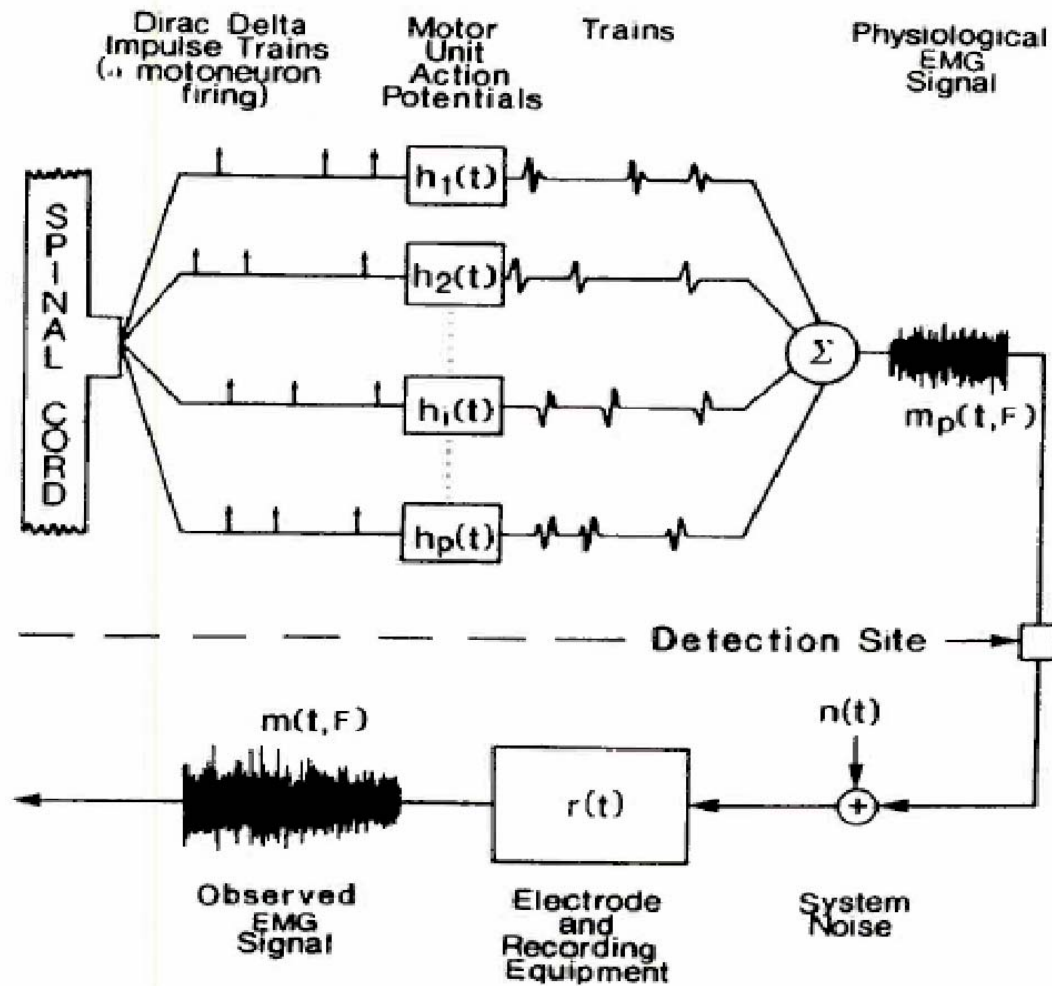 Dirac Delta
Impulse Trains
(α motoneuron
firing)
Motor
Unit
Action
Potentials
Trains
Physiological
EMG
Signal
SPINAL CORD
h1(t)
h2(t)
hi(t)
hp(t)
Σ
mp(t,F)
Detection Site
n(t)
m(t,F)
r(t)
+
Observed
EMG
Signal
Electrode
and
Recording
Equipment
System
Noise